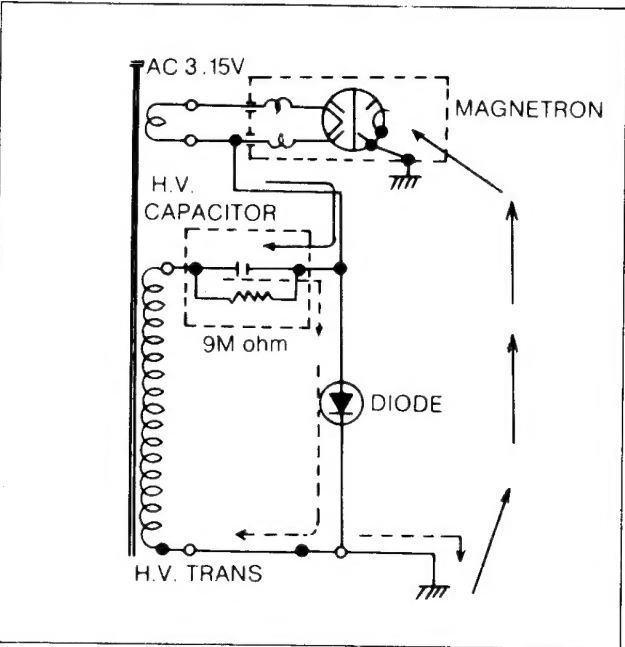 AC 3.15V
MAGNETRON
H.V.
CAPACITOR
9M ohm
DIODE
H.V. TRANS